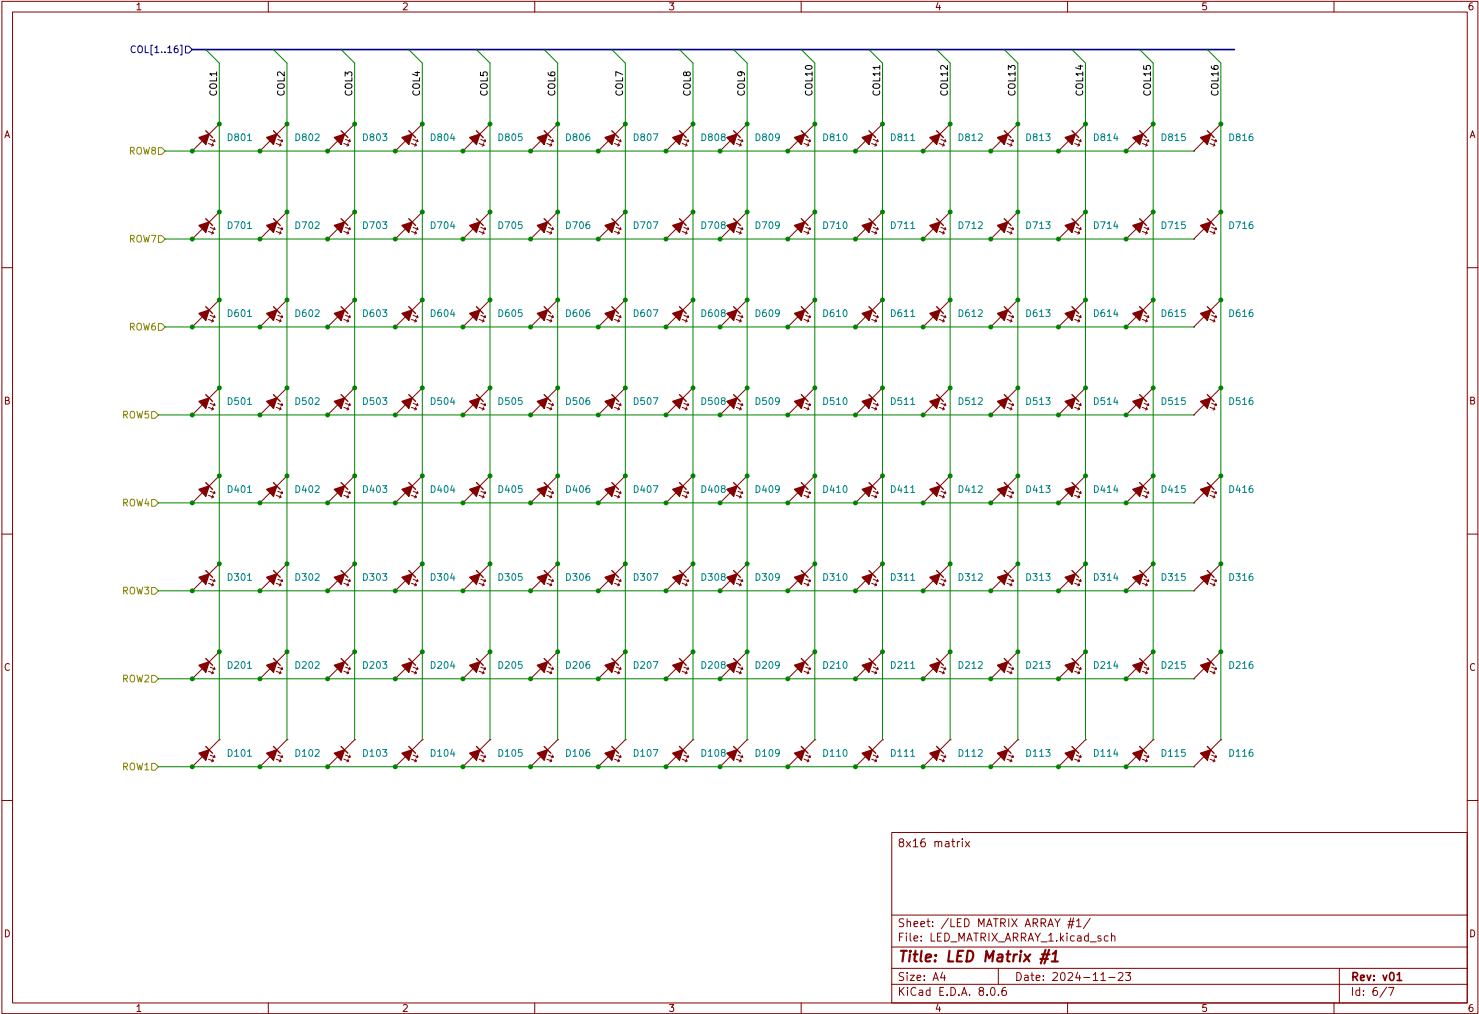 1 2 3 4 5 6
COL[1..16]
COL1 COL2 COL3 COL4 COL5 COL6 COL7 COL8 COL9 COL10 COL11 COL12 COL13 COL14 COL15 COL16
A A
ROW8 D801 D802 D803 D804 D805 D806 D807 D808 D809 D810 D811 D812 D813 D814 D815 D816
ROW7 D701 D702 D703 D704 D705 D706 D707 D708 D709 D710 D711 D712 D713 D714 D715 D716
ROW6 D601 D602 D603 D604 D605 D606 D607 D608 D609 D610 D611 D612 D613 D614 D615 D616
B B
ROW5 D501 D502 D503 D504 D505 D506 D507 D508 D509 D510 D511 D512 D513 D514 D515 D516
ROW4 D401 D402 D403 D404 D405 D406 D407 D408 D409 D410 D411 D412 D413 D414 D415 D416
ROW3 D301 D302 D303 D304 D305 D306 D307 D308 D309 D310 D311 D312 D313 D314 D315 D316
C C
ROW2 D201 D202 D203 D204 D205 D206 D207 D208 D209 D210 D211 D212 D213 D214 D215 D216
ROW1 D101 D102 D103 D104 D105 D106 D107 D108 D109 D110 D111 D112 D113 D114 D115 D116
8x16 matrix
Sheet: /LED MATRIX ARRAY #1/
D D
File: LED_MATRIX_ARRAY_1.kicad_sch
Title: LED Matrix #1
Size: A4 Date: 2024-11-23 Rev: v01
KiCad E.D.A. 8.0.6 Id: 6/7
1 2 3 4 5 6